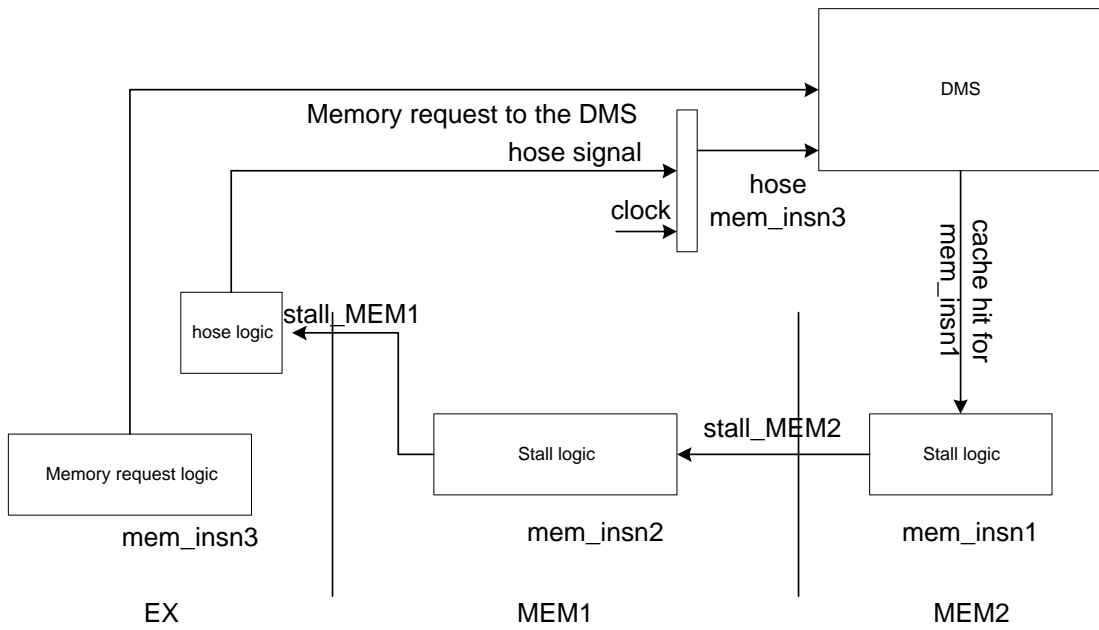 DMS
Memory request to the DMS
hose signal
hose
mem_insn3
clock
cache hit for
mem_insn1
stall_MEM1
hose logic
stall_MEM2
Memory request logic
Stall logic
Stall logic
mem_insn3
mem_insn2
mem_insn1
EX
MEM1
MEM2